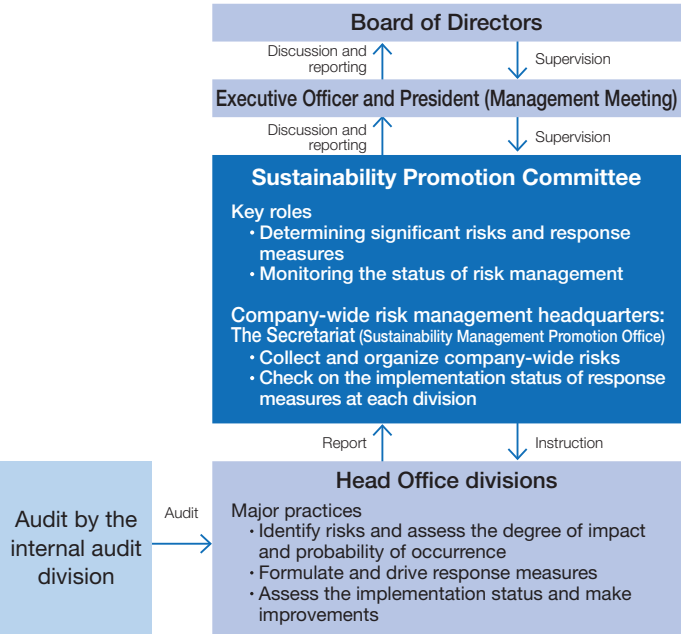 Board of Directors
Discussion and
reporting
Supervision
Executive Officer and President (Management Meeting)
Discussion and
reporting
Supervision
Sustainability Promotion Committee
Key roles
・Determining significant risks and response
measures
・Monitoring the status of risk management
Company-wide risk management headquarters:
The Secretariat (Sustainability Management Promotion Office)
・Collect and organize company-wide risks
・Check on the implementation status of response
measures at each division
Report
Instruction
Audit by the
internal audit
division
Audit
Head Office divisions
Major practices
・Identify risks and assess the degree of impact
and probability of occurrence
・Formulate and drive response measures
・Assess the implementation status and make
improvements